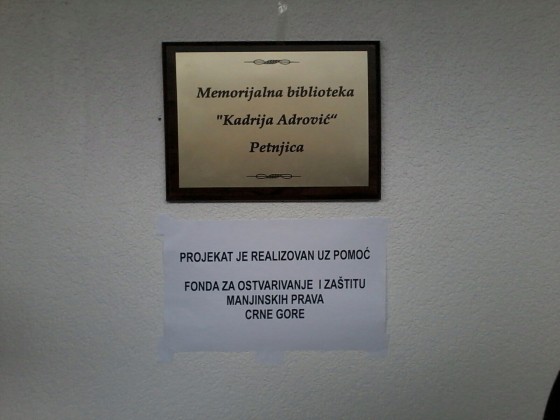 Memorijalna biblioteka
"Kadrija Adrović“
Petnjica
PROJEKAT JE REALIZOVAN UZ POMOĆ
FONDA ZA OSTVARIVANJE I ZAŠTITU
MANJINSKIH PRAVA
CRNE GORE